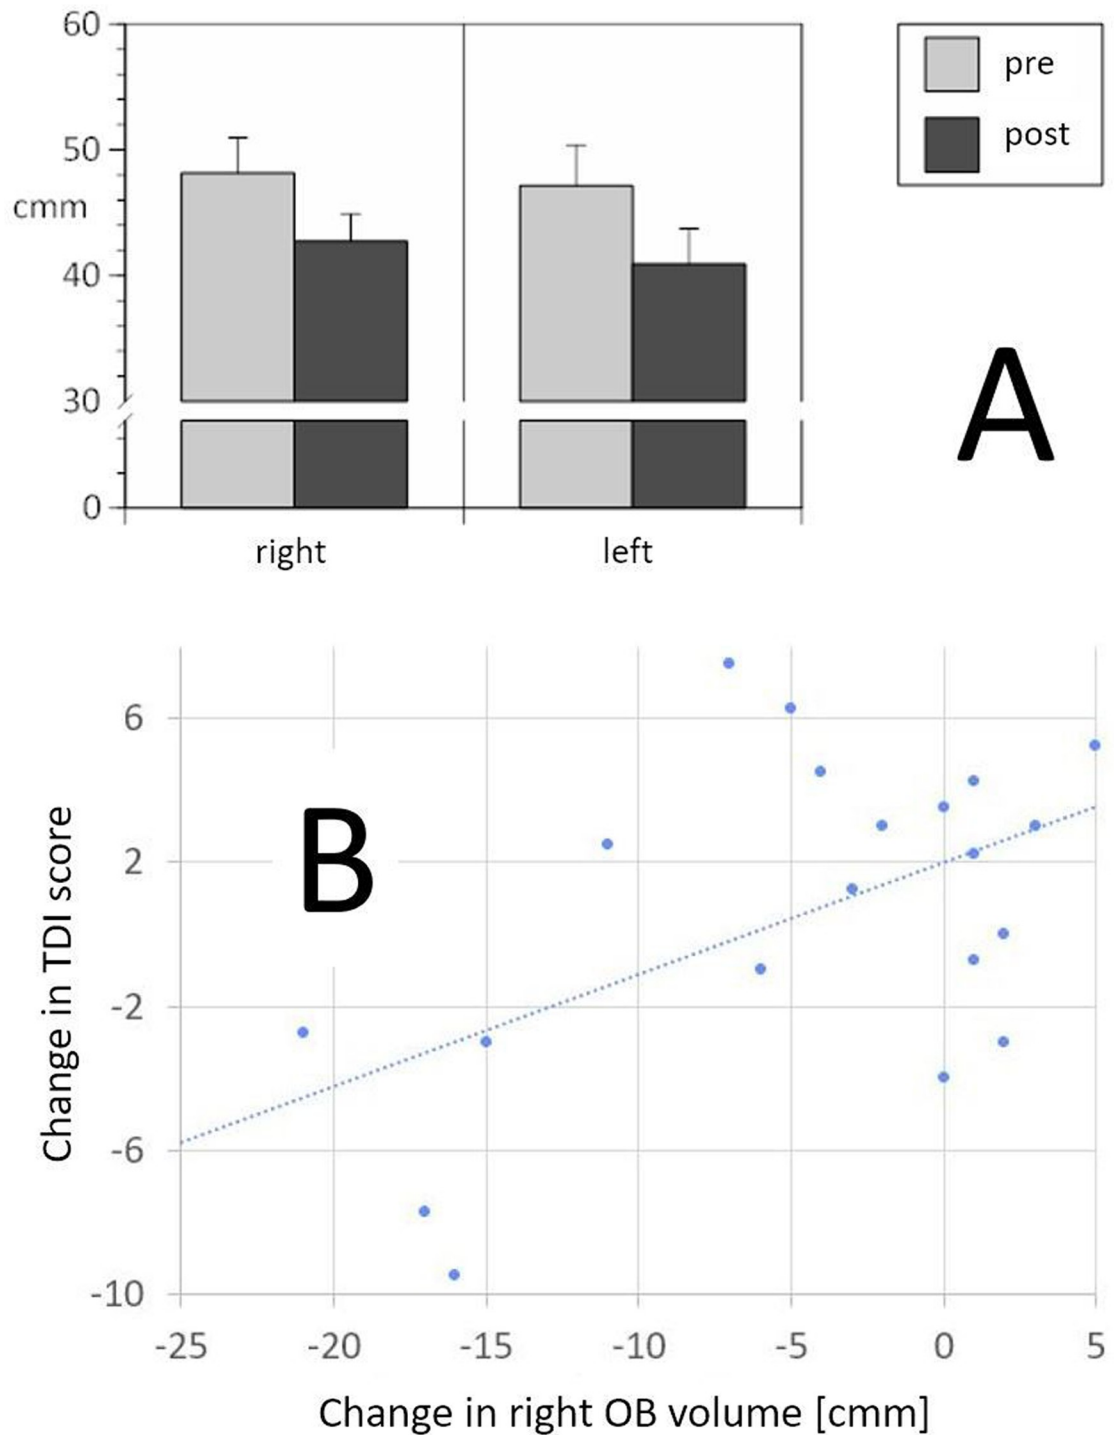 60
50
cmm
40
30
0
right
left
pre
post
A
6
2
-2
-6
-10
Change in TDI score
B
-25 -20 -15 -10 -5 0 5
Change in right OB volume [cmm]